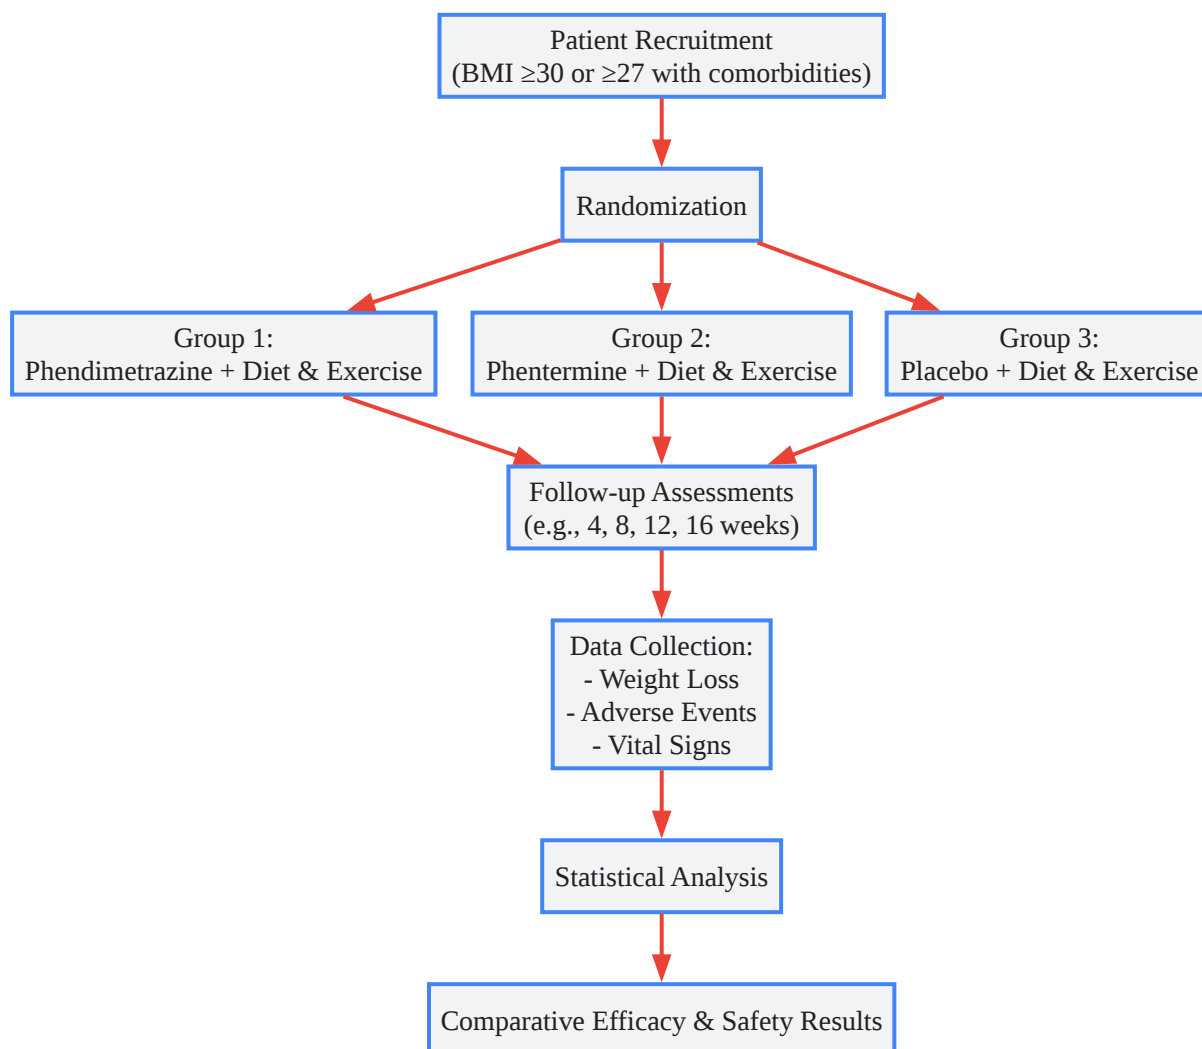 Patient Recruitment
(BMI ≥30 or ≥27 with comorbidities)
Randomization
Group 1:
Phendimetrazine + Diet & Exercise
Group 2:
Phentermine + Diet & Exercise
Group 3:
Placebo + Diet & Exercise
Follow-up Assessments
(e.g., 4, 8, 12, 16 weeks)
Data Collection:
- Weight Loss
- Adverse Events
- Vital Signs
Statistical Analysis
Comparative Efficacy & Safety Results